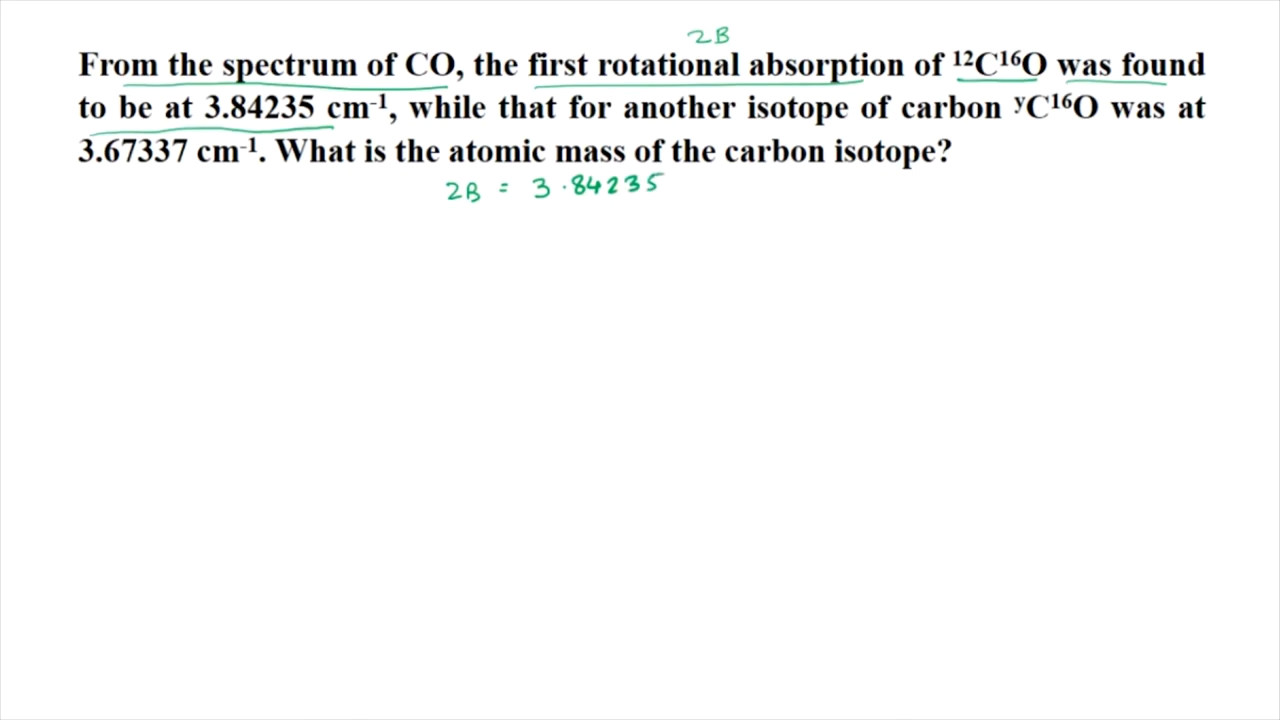 2B
From the spectrum of CO, the first rotational absorption of ¹²C¹⁶O was found
to be at 3.84235 cm⁻¹, while that for another isotope of carbon ʸC¹⁶O was at
3.67337 cm⁻¹. What is the atomic mass of the carbon isotope?
2B = 3.84235